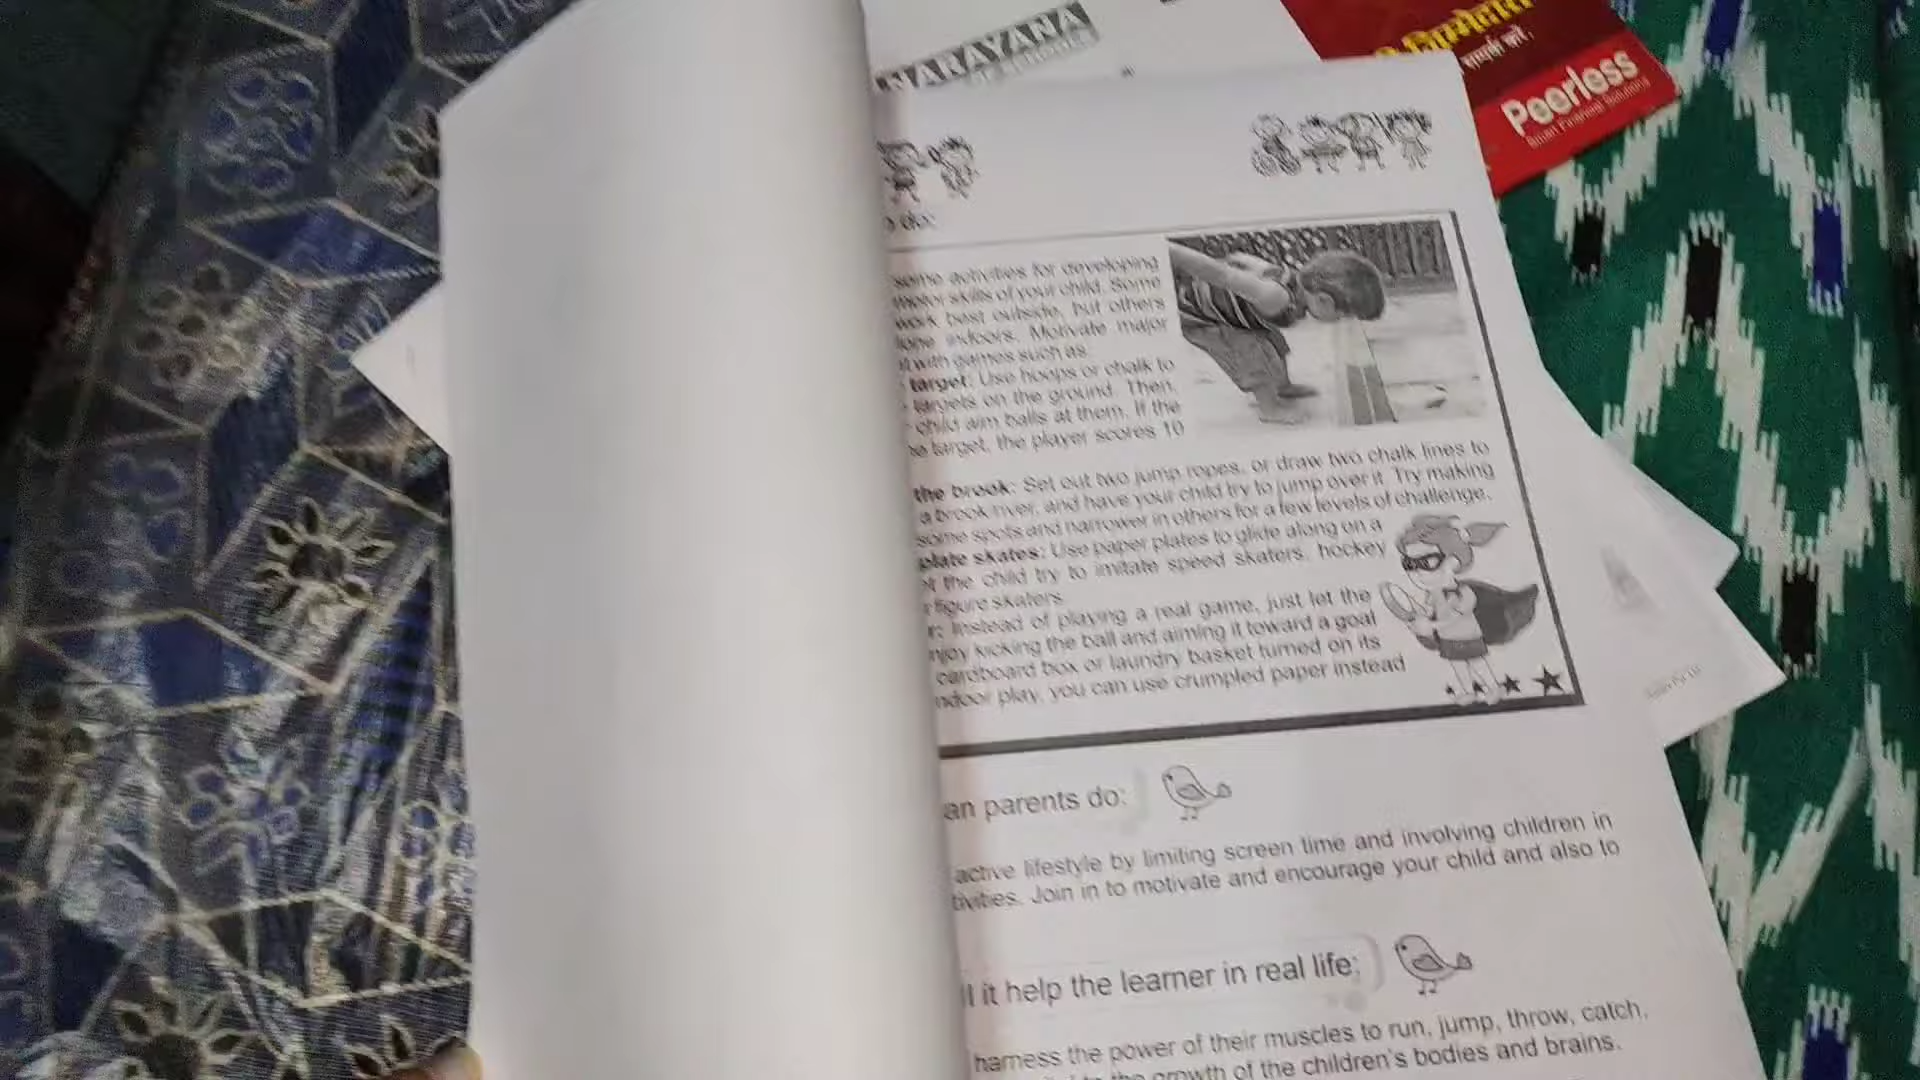 NARAYANA
सम्पर्क करें.
Peerless
Smart Financial Solutions
do:
some activities for developing
motor skills of your child. Some
work best outside, but others
indoors. Motivate major
with games such as:
target: Use hoops or chalk to
targets on the ground. Then,
child aim balls at them. If the
target, the player scores 10
the brook: Set out two jump ropes, or draw two chalk lines to
a brook river, and have your child try to jump over it. Try making
some spots and narrower in others for a few levels of challenge.
plate skates: Use paper plates to glide along on a
the child try to imitate speed skaters, hockey
figure skaters.
Instead of playing a real game, just let the
kicking the ball and aiming it toward a goal
cardboard box or laundry basket turned on its
play, you can use crumpled paper instead
an parents do:
active lifestyle by limiting screen time and involving children in
tivities. Join in to motivate and encourage your child and also to
it help the learner in real life:
harness the power of their muscles to run, jump, throw, catch,
the growth of the children's bodies and brains.